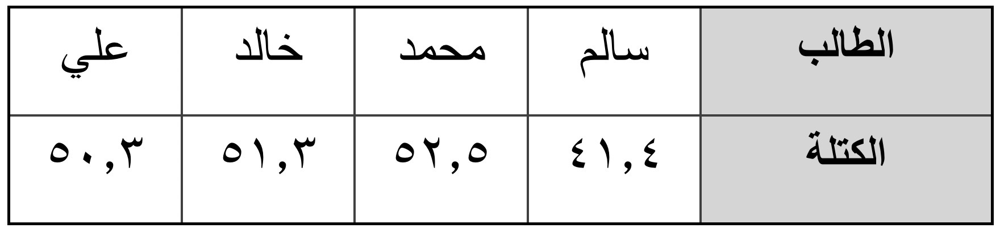 الطالب سالم محمد خالد علي
الكتلة ٤١,٤ ٥٢,٥ ٥١,٣ ٥٠,٣